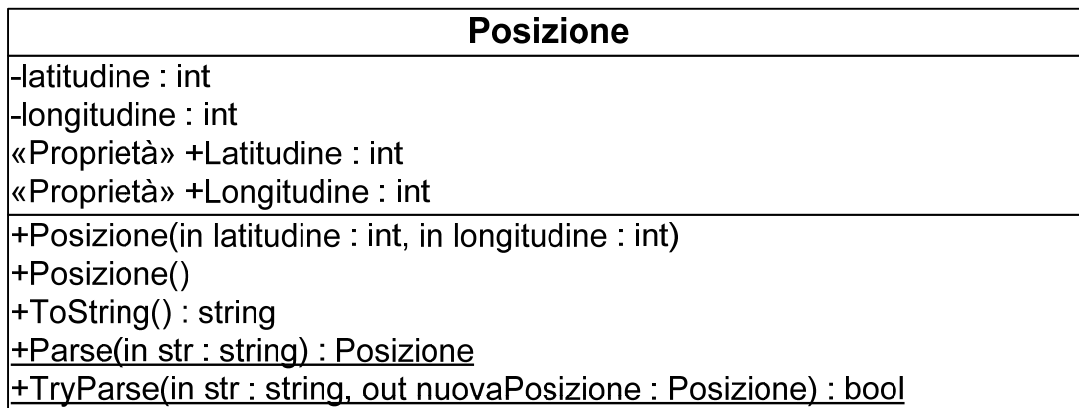 Posizione
-latitudine : int
-longitudine : int
«Proprietà» +Latitudine : int
«Proprietà» +Longitudine : int
+Posizione(in latitudine : int, in longitudine : int)
+Posizione()
+ToString() : string
+Parse(in str : string) : Posizione
+TryParse(in str : string, out nuovaPosizione : Posizione) : bool